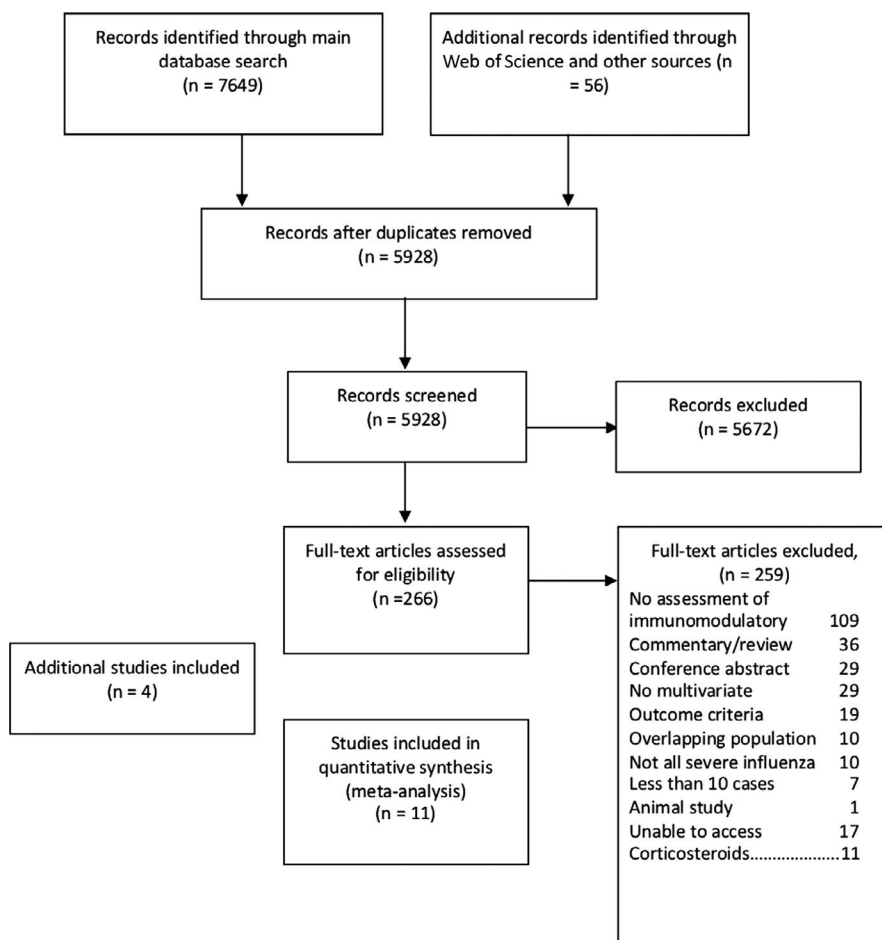 Records identified through main
database search
(n = 7649)
Additional records identified through
Web of Science and other sources (n
= 56)
Records after duplicates removed
(n = 5928)
Records screened
(n = 5928)
Records excluded
(n = 5672)
Full-text articles assessed
for eligibility
(n =266)
Full-text articles excluded,
(n = 259)
No assessment of
immunomodulatory 109
Commentary/review 36
Conference abstract 29
No multivariate 29
Outcome criteria 19
Overlapping population 10
Not all severe influenza 10
Less than 10 cases 7
Animal study 1
Unable to access 17
Corticosteroids....................11
Additional studies included
(n = 4)
Studies included in
quantitative synthesis
(meta-analysis)
(n = 11)